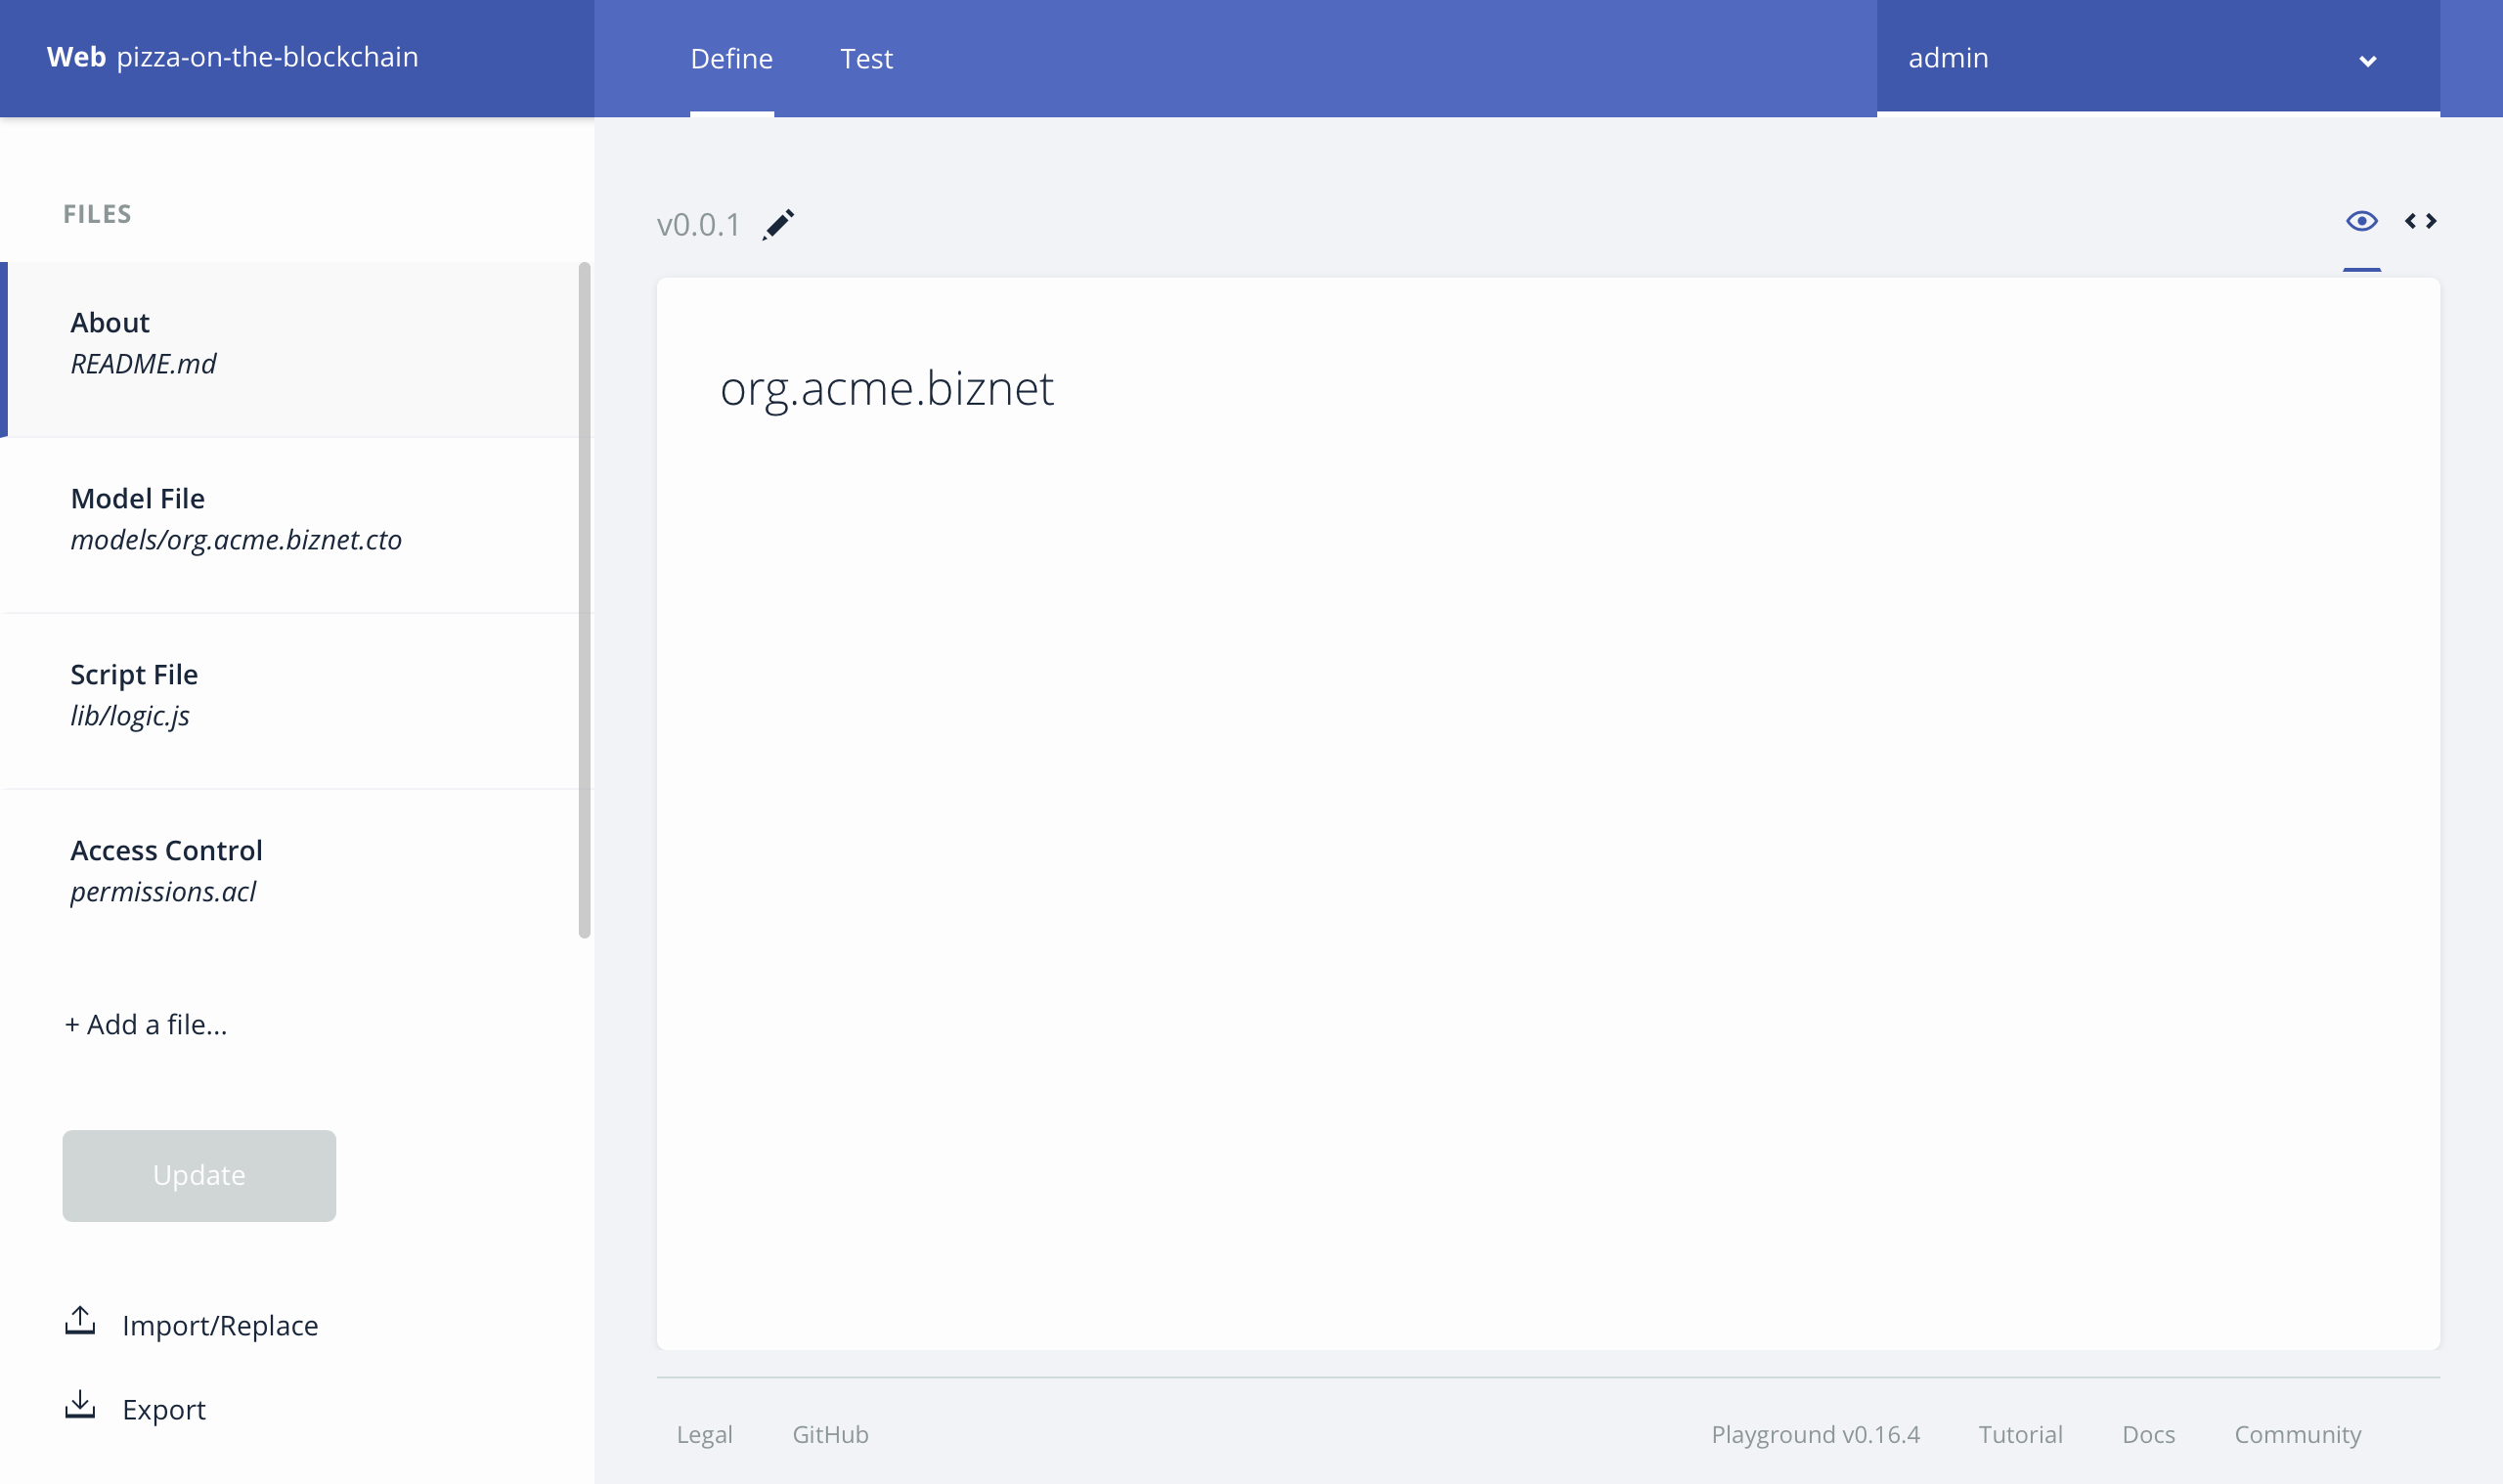 Web pizza-on-the-blockchain
Define
Test
admin
FILES
About
README.md
Model File
models/org.acme.biznet.cto
Script File
lib/logic.js
Access Control
permissions.acl
+ Add a file...
Update
Import/Replace
Export
v0.0.1
org.acme.biznet
Legal
GitHub
Playground v0.16.4
Tutorial
Docs
Community